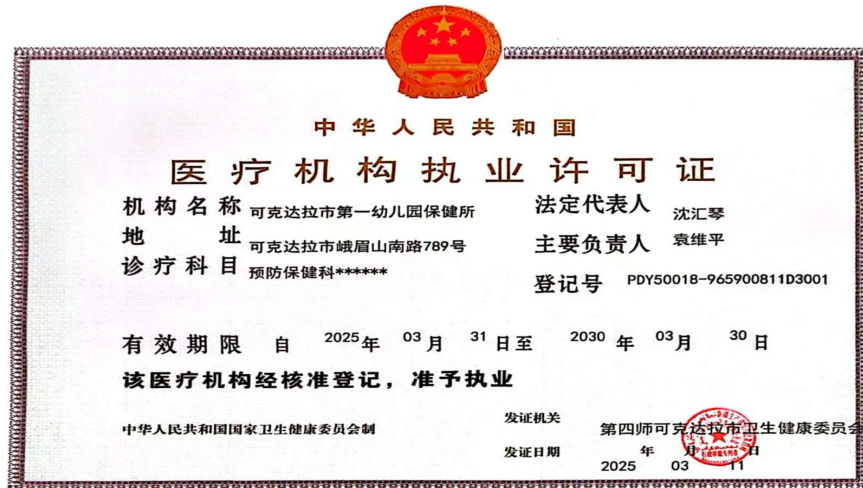 中华人民共和国
医疗机构执业许可证
机构名称 可克达拉市第一幼儿园保健所
法定代表人 沈汇琴
地址 可克达拉市峨眉山南路789号
主要负责人 袁维平
诊疗科目 预防保健科******
登记号 PDY50018-965900811D3001
有效期限 自 2025年 03月 31日至 2030年 03月 30日
该医疗机构经核准登记，准予执业
中华人民共和国国家卫生健康委员会制
发证机关 第四师可克达拉市卫生健康委员会
发证日期 2025年 03月 11日